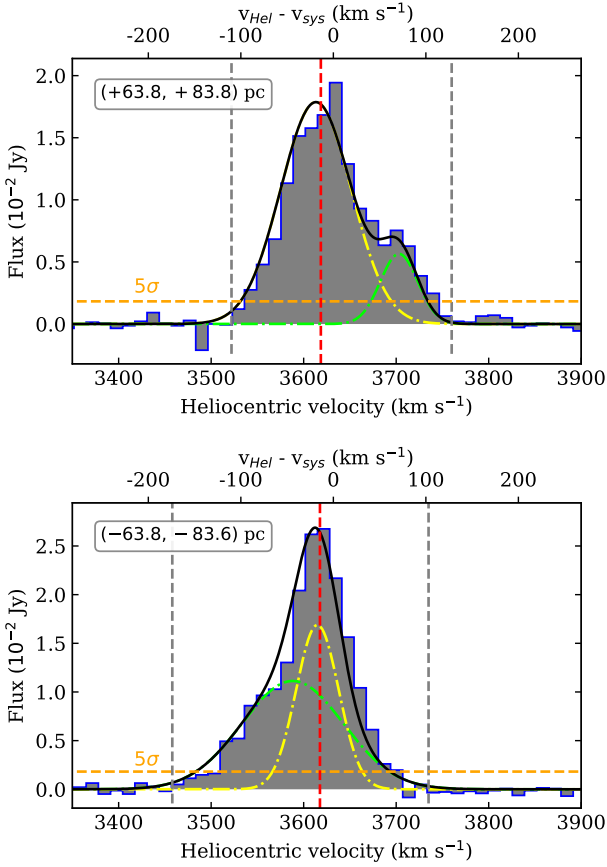 v_Hel - v_sys (km s⁻¹)
-200 -100 0 100 200
(+63.8, +83.8) pc
2.0
1.5
1.0
0.5
0.0
Flux (10⁻² Jy)
5σ
3400 3500 3600 3700 3800 3900
Heliocentric velocity (km s⁻¹)
v_Hel - v_sys (km s⁻¹)
-200 -100 0 100 200
(−63.8, −83.6) pc
2.5
2.0
1.5
1.0
0.5
0.0
Flux (10⁻² Jy)
5σ
3400 3500 3600 3700 3800 3900
Heliocentric velocity (km s⁻¹)